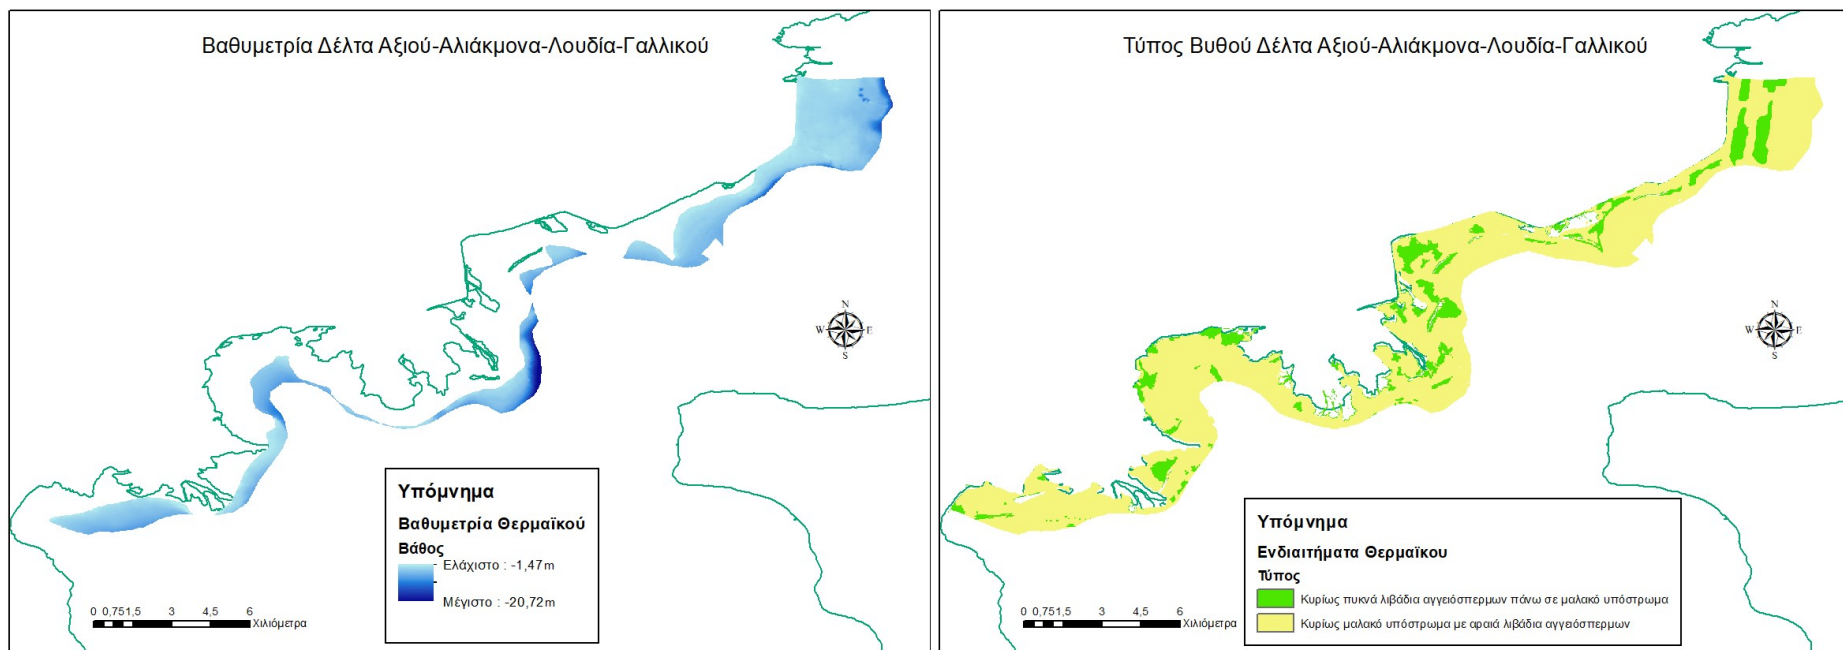 Βαθυμετρία Δέλτα Αξιού-Αλιάκμονα-Λουδία-Γαλλικού
N
W E
S
Υπόμνημα
Βαθυμετρία Θερμαϊκού
Βάθος
Ελάχιστο : -1,47m
Μέγιστο : -20,72m
0 0,751,5 3 4,5 6
Χιλιόμετρα
Τύπος Βυθού Δέλτα Αξιού-Αλιάκμονα-Λουδία-Γαλλικού
N
W E
S
Υπόμνημα
Ενδιαιτήματα Θερμαϊκου
Τύπος
Κυρίως πυκνά λιβάδια αγγειόσπερμων πάνω σε μαλακό υπόστρωμα
Κυρίως μαλακό υπόστρωμα με αραιά λιβάδια αγγειόσπερμων
0 0,751,5 3 4,5 6
Χιλιόμετρα